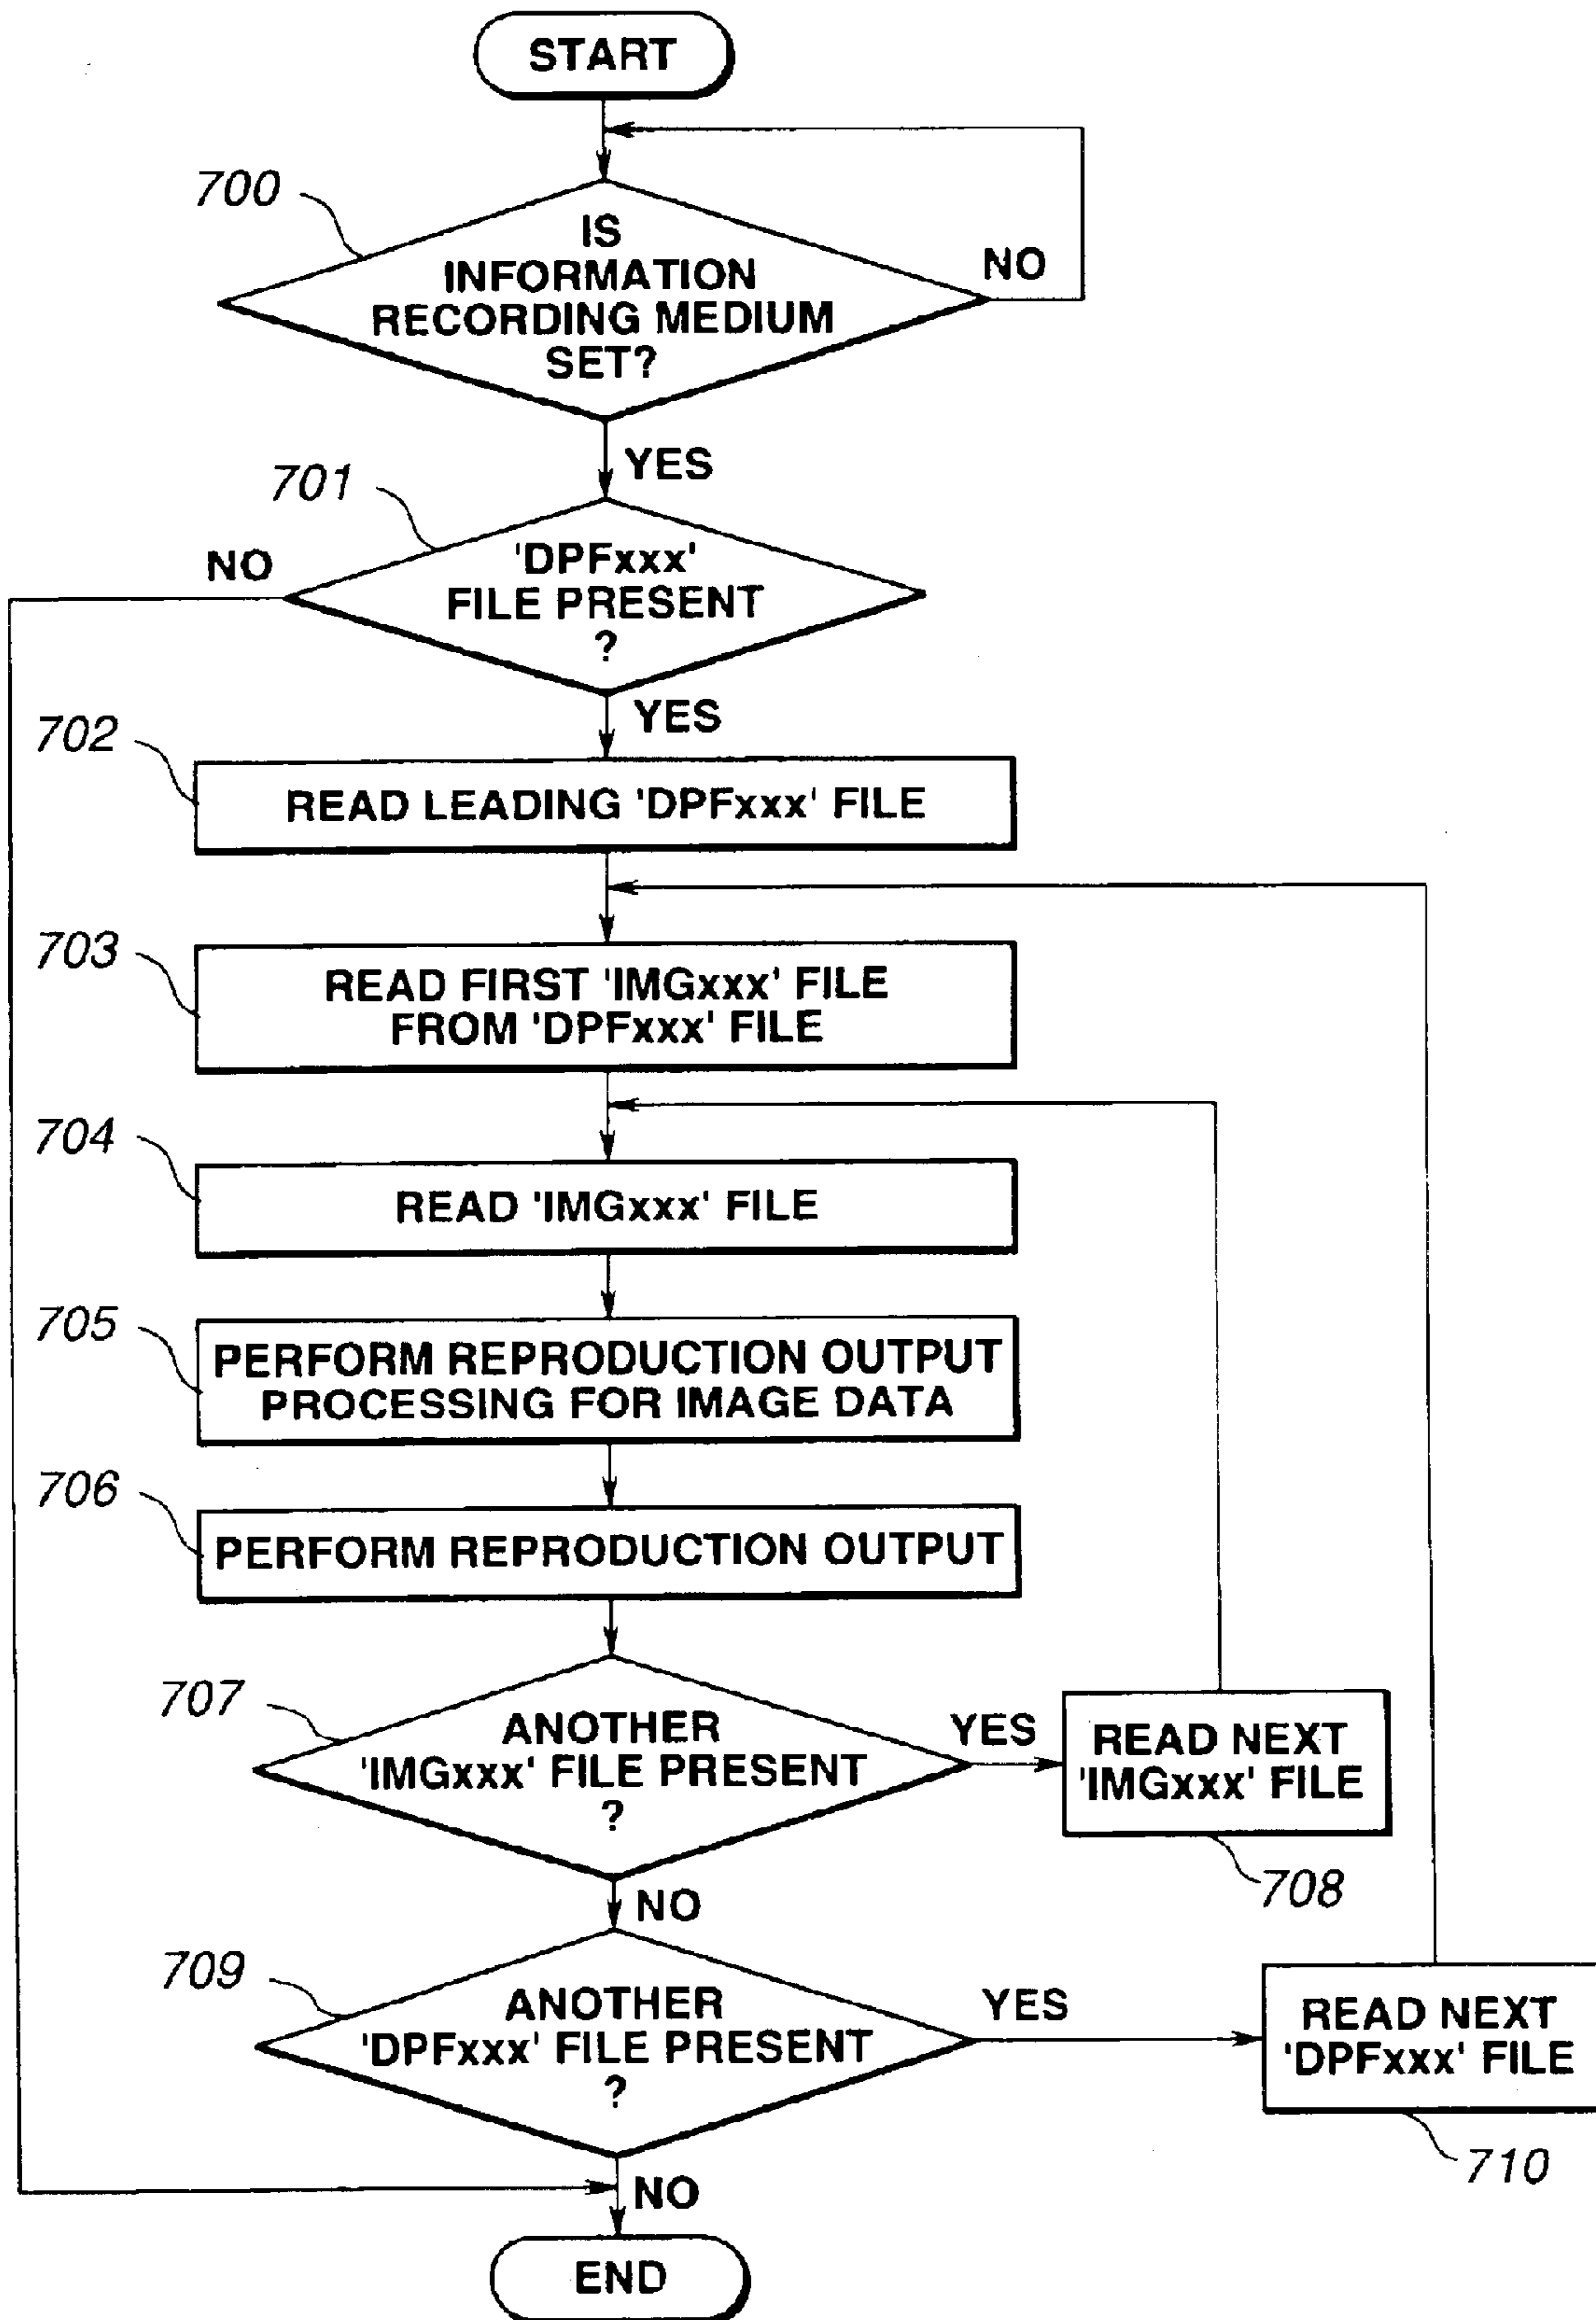 START
700
IS
INFORMATION
RECORDING MEDIUM
SET?
NO
YES
701
NO
'DPFxxx'
FILE PRESENT
?
YES
702
READ LEADING 'DPFxxx' FILE
703
READ FIRST 'IMGxxx' FILE
FROM 'DPFxxx' FILE
704
READ 'IMGxxx' FILE
705
PERFORM REPRODUCTION OUTPUT
PROCESSING FOR IMAGE DATA
706
PERFORM REPRODUCTION OUTPUT
707
ANOTHER
'IMGxxx' FILE PRESENT
?
YES
READ NEXT
'IMGxxx' FILE
708
NO
709
ANOTHER
'DPFxxx' FILE PRESENT
?
YES
READ NEXT
'DPFxxx' FILE
710
NO
END